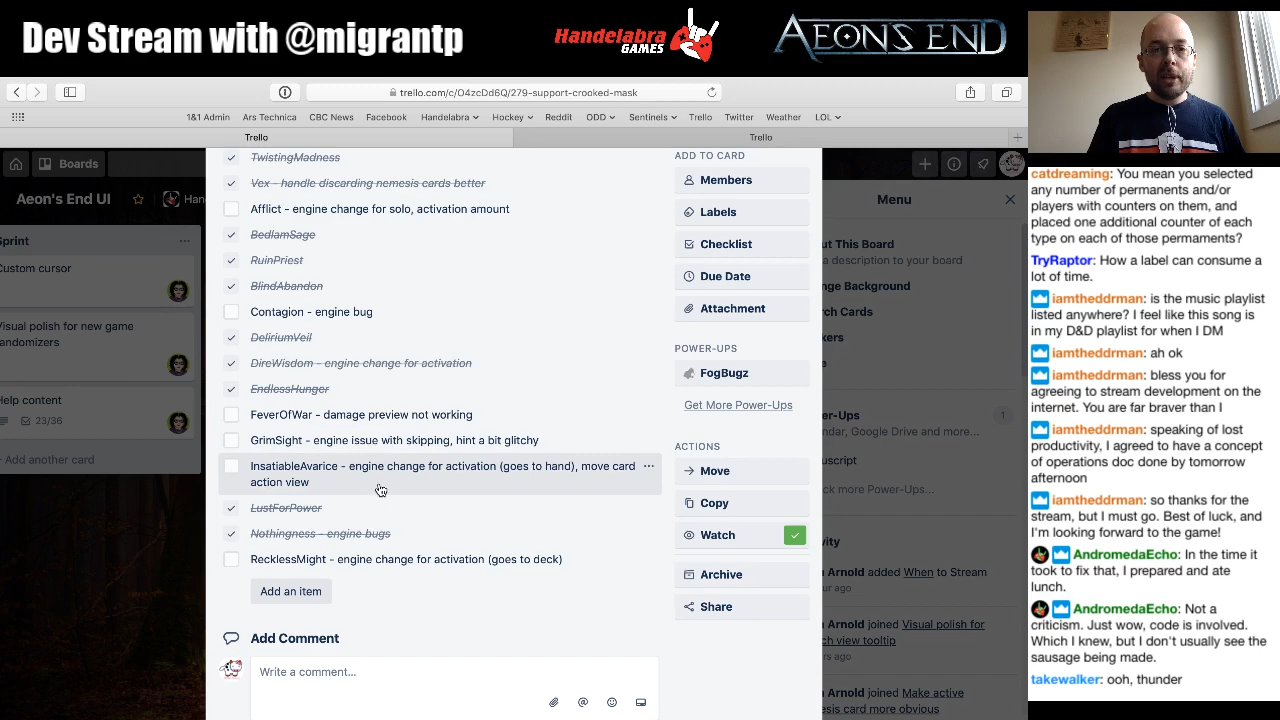 Dev Stream with @migrantp
Handelabra
GAMES
AEON'S END
trello.com/c/O4zcDd6Q/279-support-crooked-mask
1&1 Admin
Ars Technica
CBC News
Facebook
Trello
Hockey
Reddit
ODD
Sentinels
Trello
Twitter
Weather
LOL
Trello
Trello
Boards
Aeon's End UI
Han
Sprint
Custom cursor
Visual polish for new game
randomizers
Help content
23/36
Add another card
TwistingMadness
Vex - handle discarding nemesis cards better
Afflict - engine change for solo, activation amount
BedlamSage
RuinPriest
BlindAbandon
Contagion - engine bug
DeliriumVeil
DireWisdom - engine change for activation
EndlessHunger
FeverOfWar - damage preview not working
GrimSight - engine issue with skipping, hint a bit glitchy
InsatiableAvarice - engine change for activation (goes to hand), move card
action view
LustForPower
Nothingness - engine bugs
RecklessMight - engine change for activation (goes to deck)
Add an item
Add Comment
Write a comment…
ADD TO CARD
Members
Labels
Checklist
Due Date
Attachment
POWER-UPS
FogBugz
Get More Power-Ups
ACTIONS
Move
Copy
Watch
Archive
Share
Menu
ut This Board
a description to your board
nge Background
rch Cards
kers
er-Ups
1
ndar, Google Drive and more...
uscript
ck more Power-Ups...
vity
Arnold added When to Stream
ur ago
Arnold joined Visual polish for
ch view tooltip
rs ago
Arnold joined Make active
esis card more obvious
catdreaming: You mean you selected
any number of permanents and/or
players with counters on them, and
placed one additional counter of each
type on each of those permaments?
TryRaptor: How a label can consume a
lot of time.
iamtheddrman: is the music playlist
listed anywhere? I feel like this song is
in my D&D playlist for when I DM
iamtheddrman: ah ok
iamtheddrman: bless you for
agreeing to stream development on the
internet. You are far braver than I
iamtheddrman: speaking of lost
productivity, I agreed to have a concept
of operations doc done by tomorrow
afternoon
iamtheddrman: so thanks for the
stream, but I must go. Best of luck, and
I'm looking forward to the game!
AndromedaEcho: In the time it
took to fix that, I prepared and ate
lunch.
AndromedaEcho: Not a
criticism. Just wow, code is involved.
Which I knew, but I don't usually see the
sausage being made.
takewalker: ooh, thunder